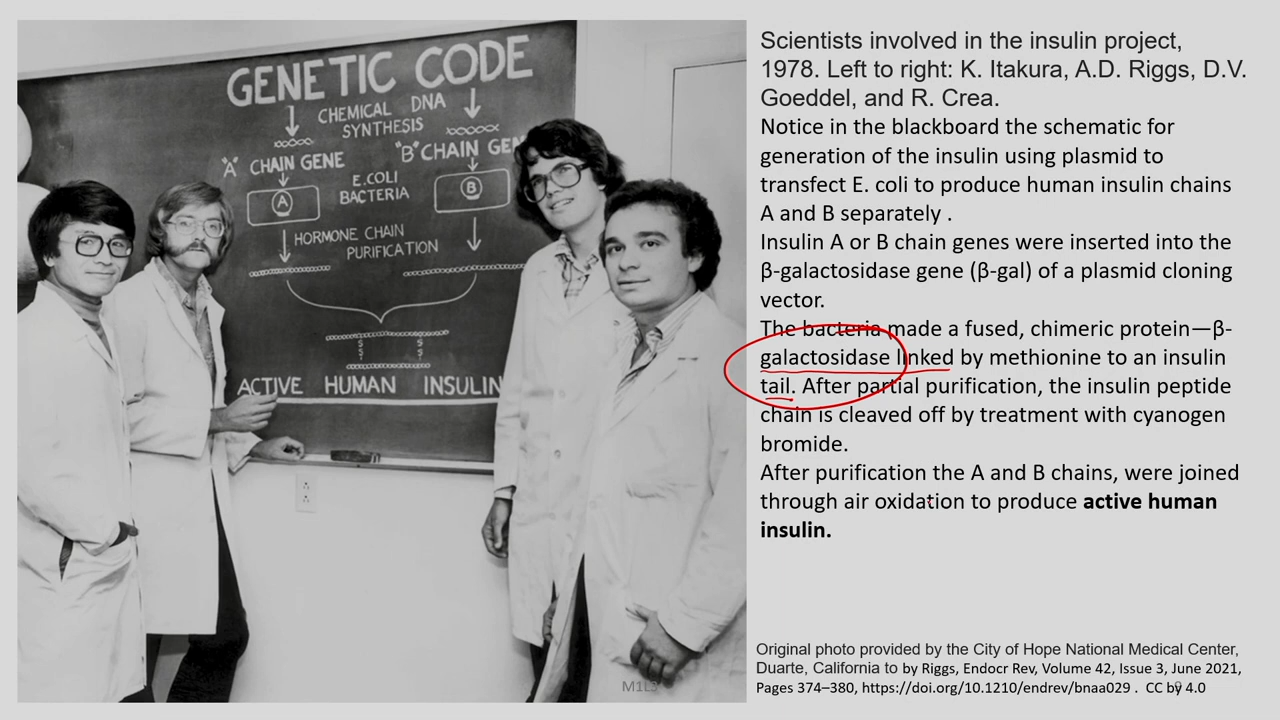 GENETIC CODE
CHEMICAL DNA
SYNTHESIS
"A" CHAIN GENE
"B" CHAIN GEN
E.COLI
BACTERIA
A
B
HORMONE CHAIN
PURIFICATION
S S
S S
ACTIVE HUMAN INSULIN
M1L3
Scientists involved in the insulin project,
1978. Left to right: K. Itakura, A.D. Riggs, D.V.
Goeddel, and R. Crea.
Notice in the blackboard the schematic for
generation of the insulin using plasmid to
transfect E. coli to produce human insulin chains
A and B separately .
Insulin A or B chain genes were inserted into the
β-galactosidase gene (β-gal) of a plasmid cloning
vector.
The bacteria made a fused, chimeric protein—β-
galactosidase linked by methionine to an insulin
tail. After partial purification, the insulin peptide
chain is cleaved off by treatment with cyanogen
bromide.
After purification the A and B chains, were joined
through air oxidation to produce active human
insulin.
Original photo provided by the City of Hope National Medical Center,
Duarte, California to by Riggs, Endocr Rev, Volume 42, Issue 3, June 2021,
Pages 374–380, https://doi.org/10.1210/endrev/bnaa029 . CC by 4.0